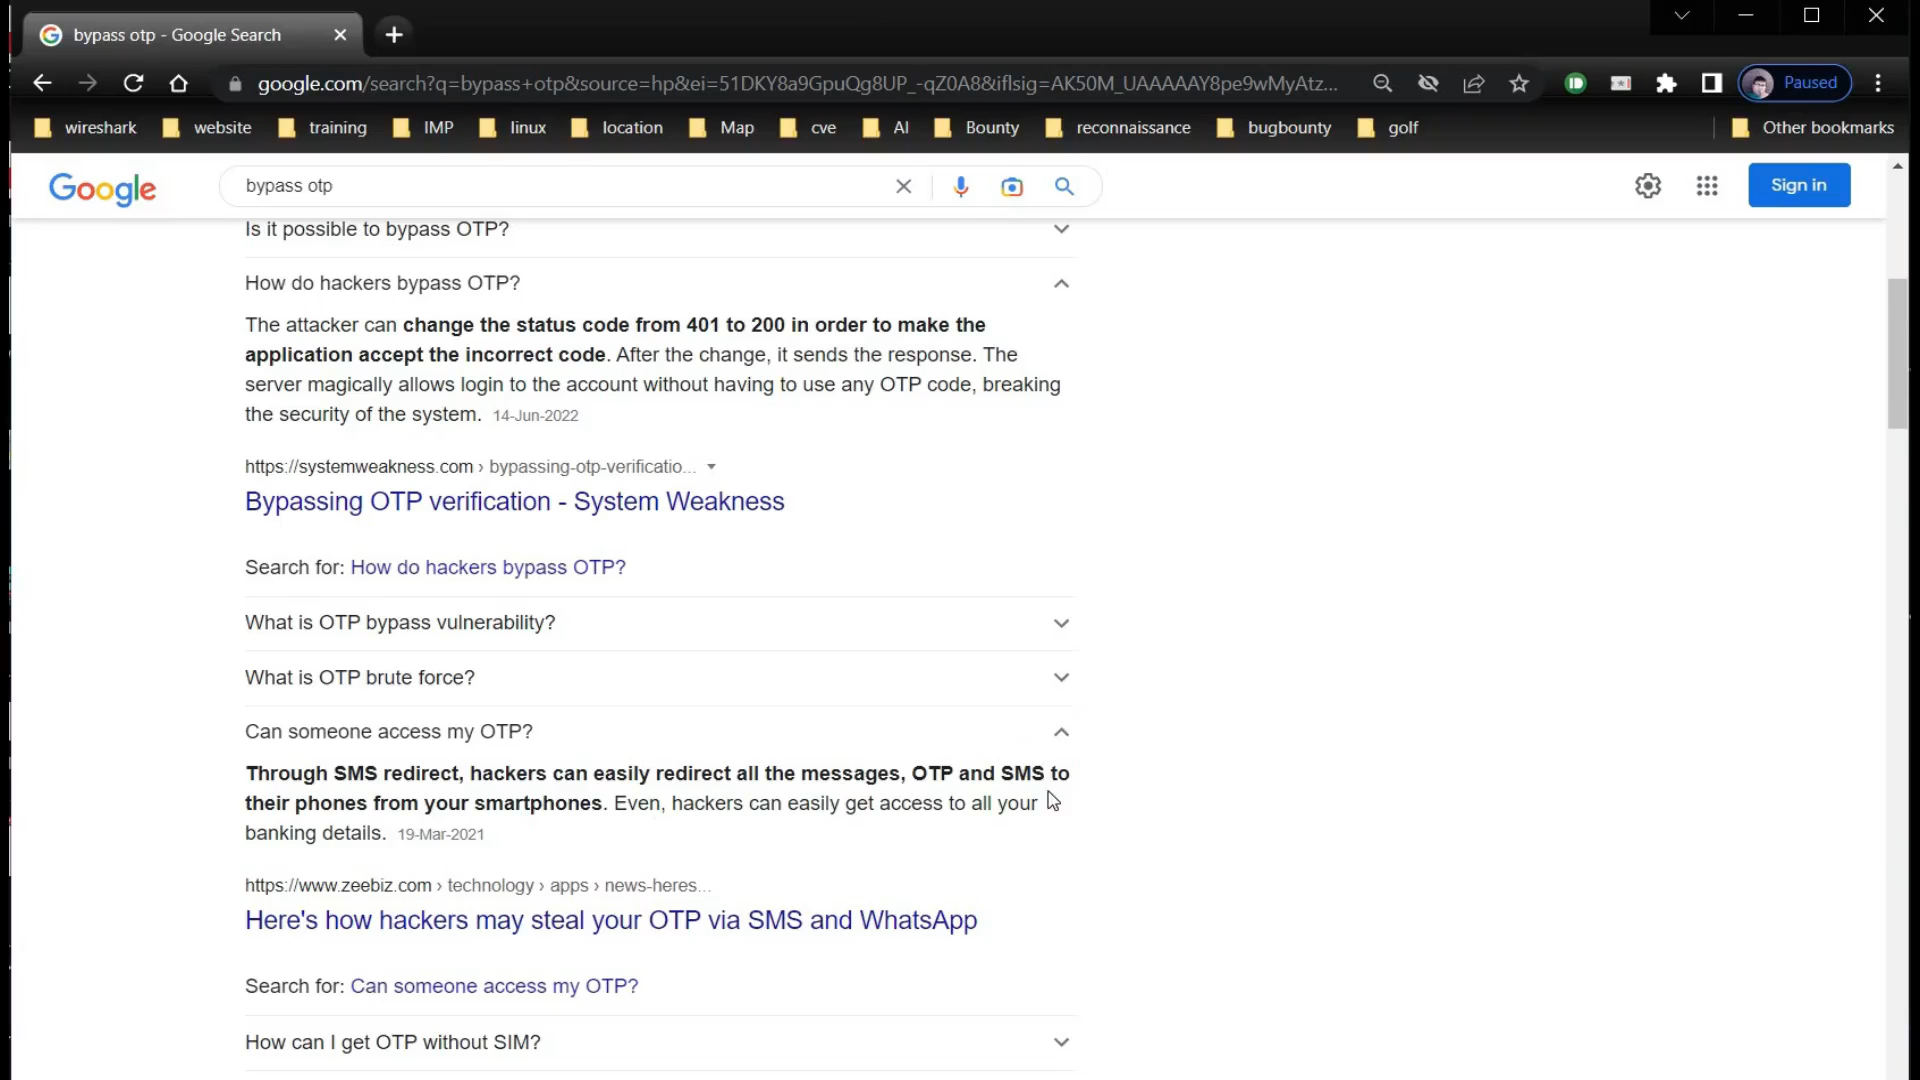 bypass otp - Google Search
google.com/search?q=bypass+otp&source=hp&ei=51DKY8a9GpuQg8UP_-qZ0A8&iflsig=AK50M_UAAAAAY8pe9wMyAtz...
Paused
wireshark website training IMP linux location Map cve AI Bounty reconnaissance bugbounty golf Other bookmarks
Google
bypass otp
Sign in
Is it possible to bypass OTP?
How do hackers bypass OTP?
The attacker can change the status code from 401 to 200 in order to make the
application accept the incorrect code. After the change, it sends the response. The
server magically allows login to the account without having to use any OTP code, breaking
the security of the system. 14-Jun-2022
https://systemweakness.com › bypassing-otp-verificatio...
Bypassing OTP verification - System Weakness
Search for: How do hackers bypass OTP?
What is OTP bypass vulnerability?
What is OTP brute force?
Can someone access my OTP?
Through SMS redirect, hackers can easily redirect all the messages, OTP and SMS to
their phones from your smartphones. Even, hackers can easily get access to all your
banking details. 19-Mar-2021
https://www.zeebiz.com › technology › apps › news-heres...
Here's how hackers may steal your OTP via SMS and WhatsApp
Search for: Can someone access my OTP?
How can I get OTP without SIM?